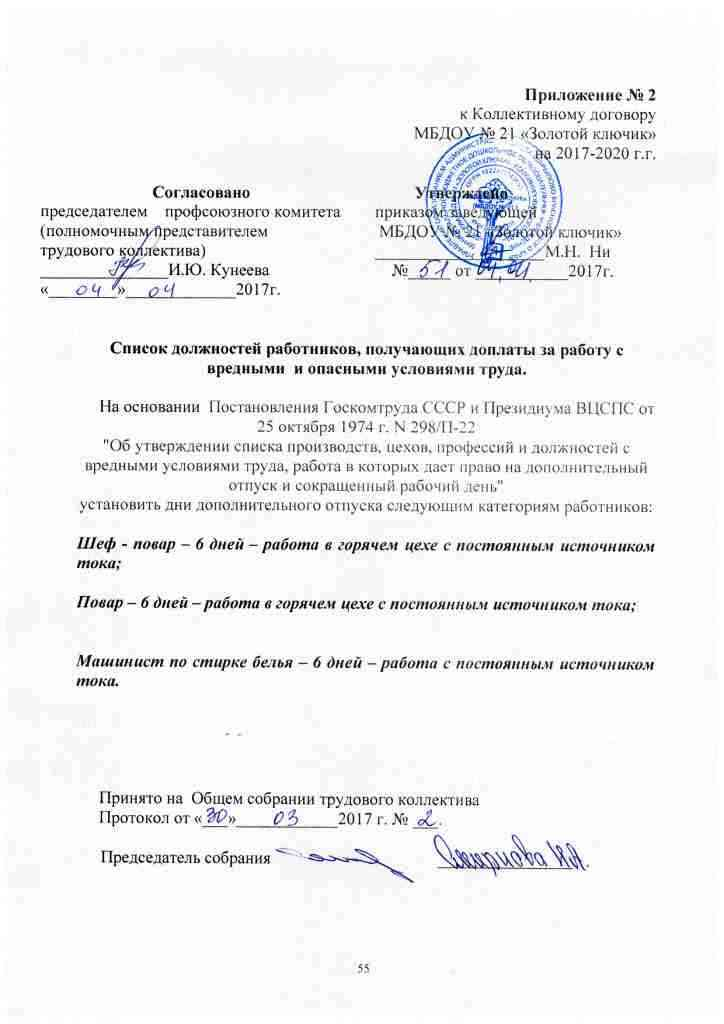 Приложение № 2
к Коллективному договору
МБДОУ № 21 «Золотой ключик»
на 2017-2020 г.г.
Согласовано
председателем профсоюзного комитета
(полномочным представителем
трудового коллектива)
________________И.Ю. Кунеева
«04»04 2017г.
Утверждено
приказом заведующей
МБДОУ № 21 «Золотой ключик»
____________________М.Н. Ни
№ 51 от 04,04, 2017г.
Список должностей работников, получающих доплаты за работу с
вредными и опасными условиями труда.
На основании Постановления Госкомтруда СССР и Президиума ВЦСПС от
25 октября 1974 г. N 298/П-22
"Об утверждении списка производств, цехов, профессий и должностей с
вредными условиями труда, работа в которых дает право на дополнительный
отпуск и сокращенный рабочий день"
установить дни дополнительного отпуска следующим категориям работников:
Шеф - повар – 6 дней – работа в горячем цехе с постоянным источником
тока;
Повар – 6 дней – работа в горячем цехе с постоянным источником тока;
Машинист по стирке белья – 6 дней – работа с постоянным источником
тока.
Принято на Общем собрании трудового коллектива
Протокол от «30» 03 2017 г. № 2.
Председатель собрания Смирнова Н.А.
55